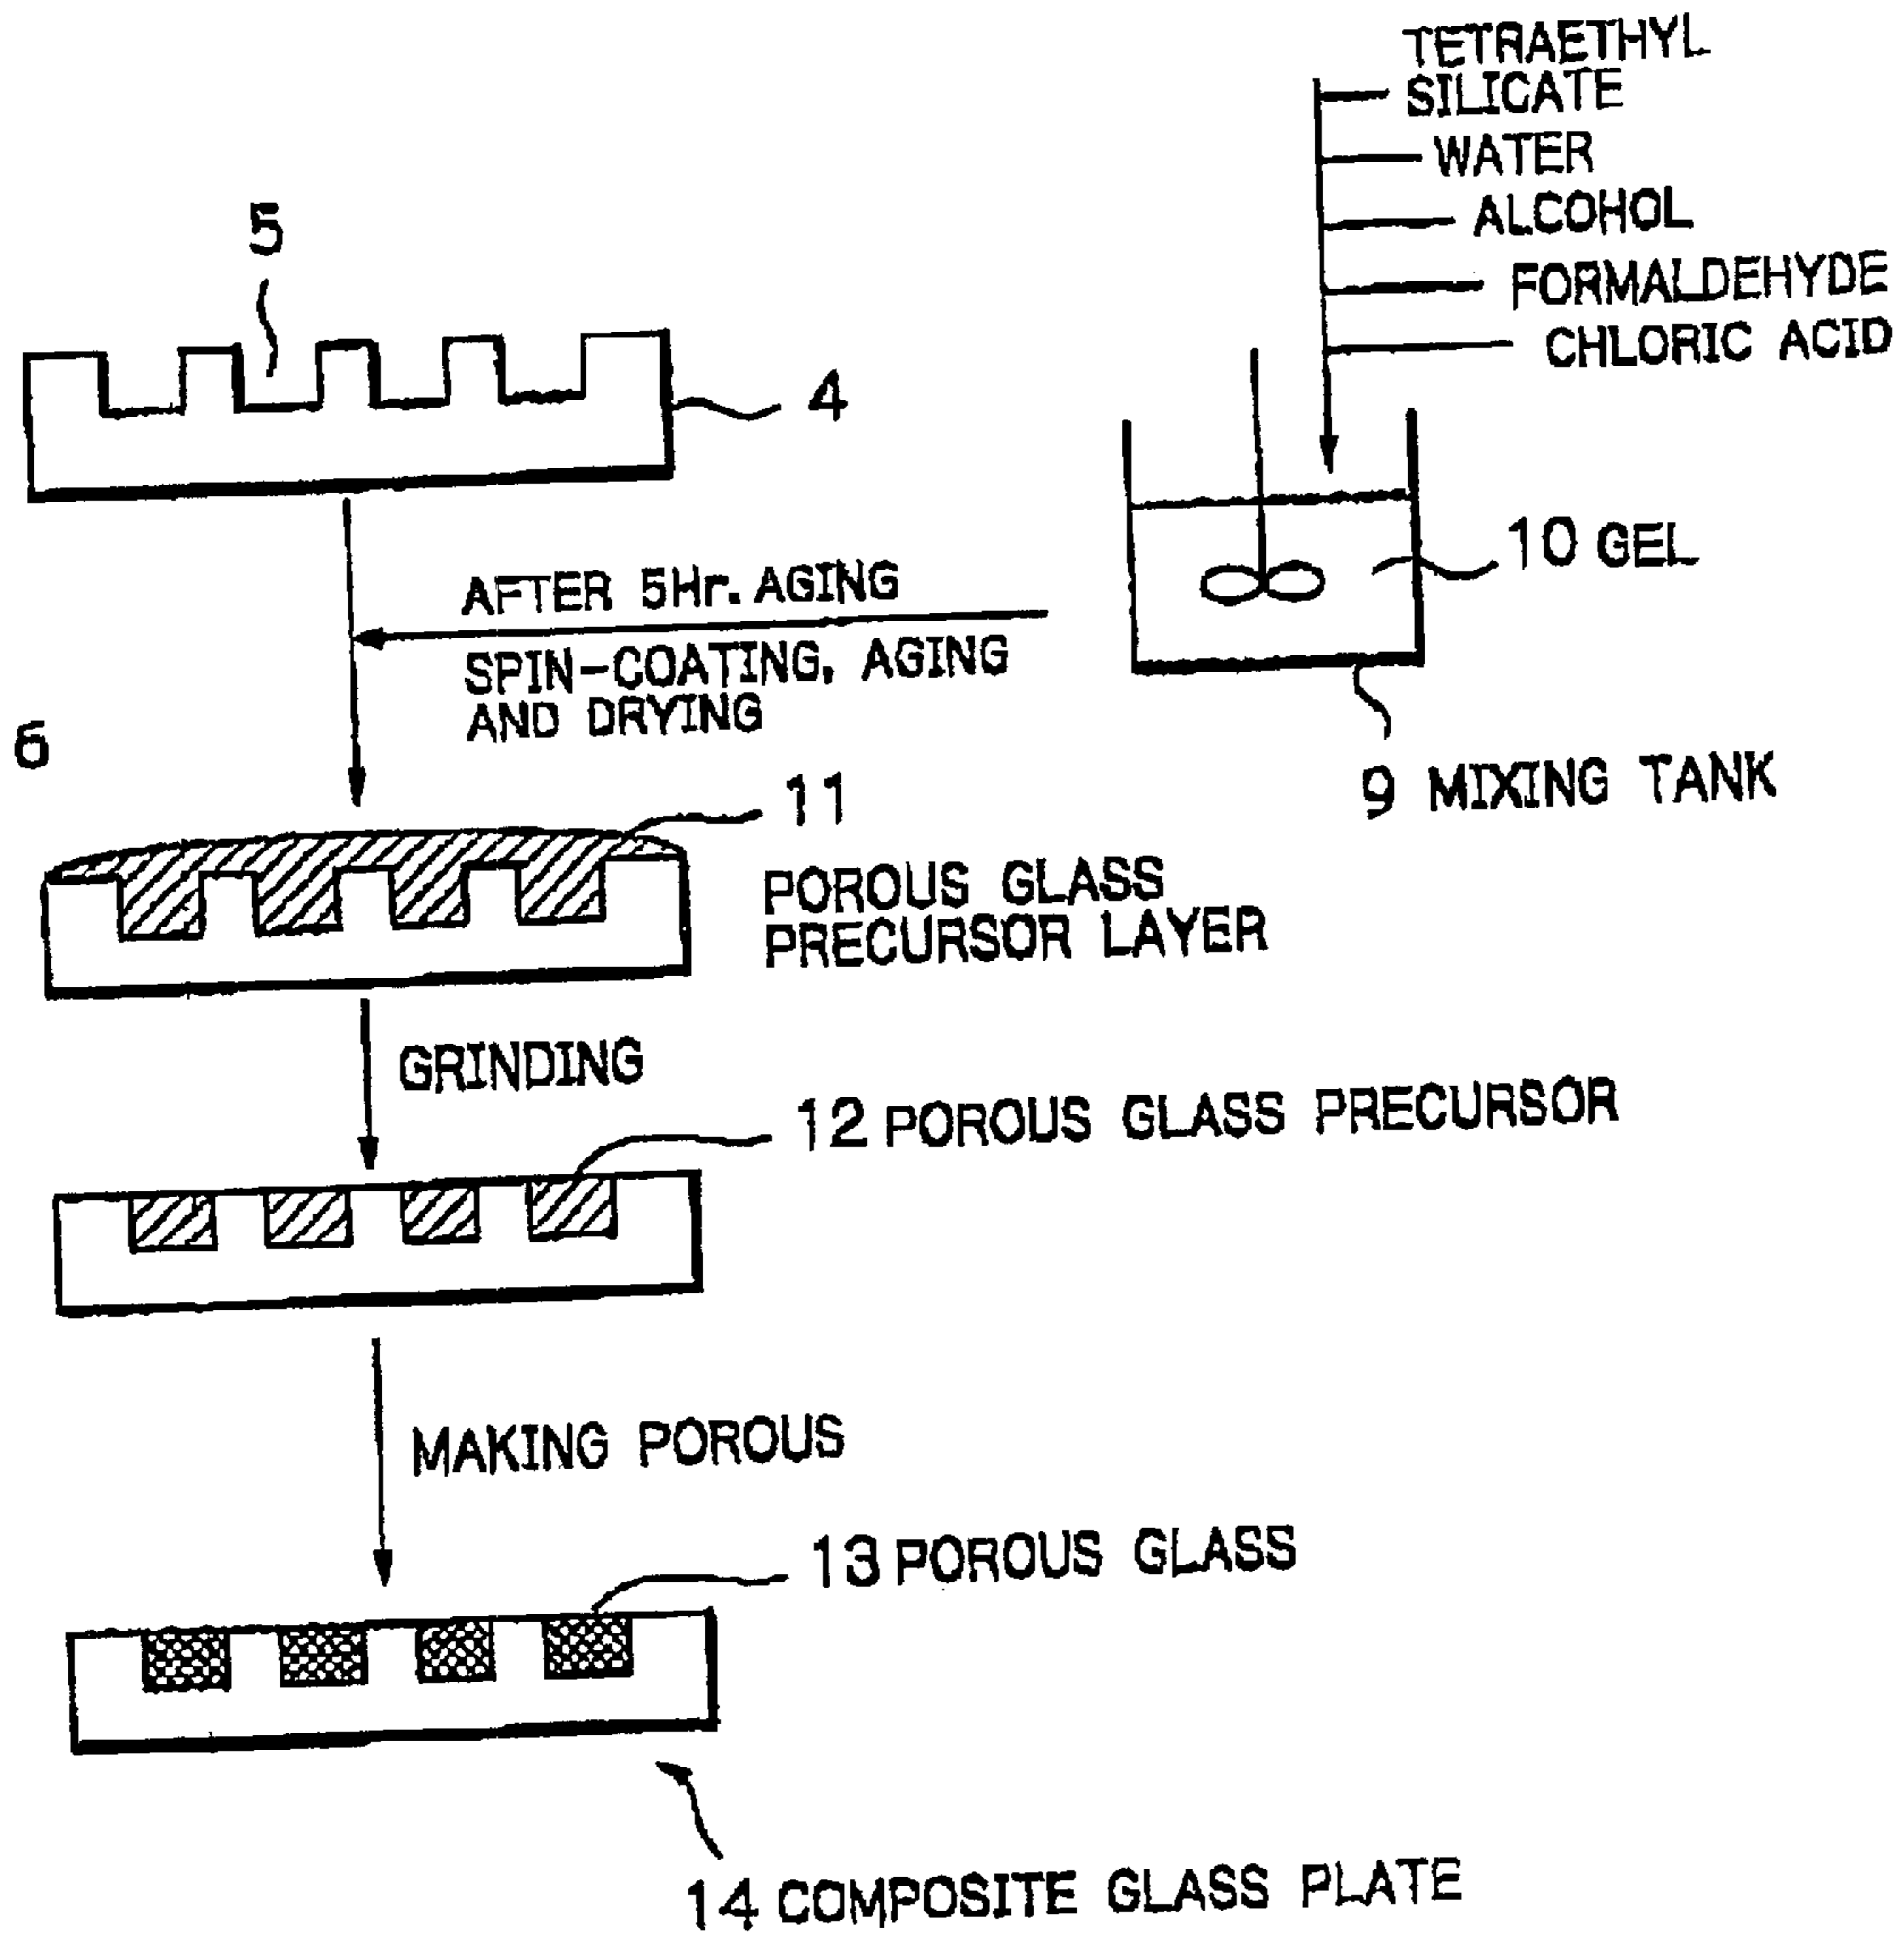 TETRAETHYL
SILICATE
WATER
ALCOHOL
FORMALDEHYDE
CHLORIC ACID
5
4
10 GEL
AFTER 5Hr. AGING
SPIN-COATING, AGING
AND DRYING
9 MIXING TANK
6
11
POROUS GLASS
PRECURSOR LAYER
GRINDING
12 POROUS GLASS PRECURSOR
MAKING POROUS
13 POROUS GLASS
14 COMPOSITE GLASS PLATE